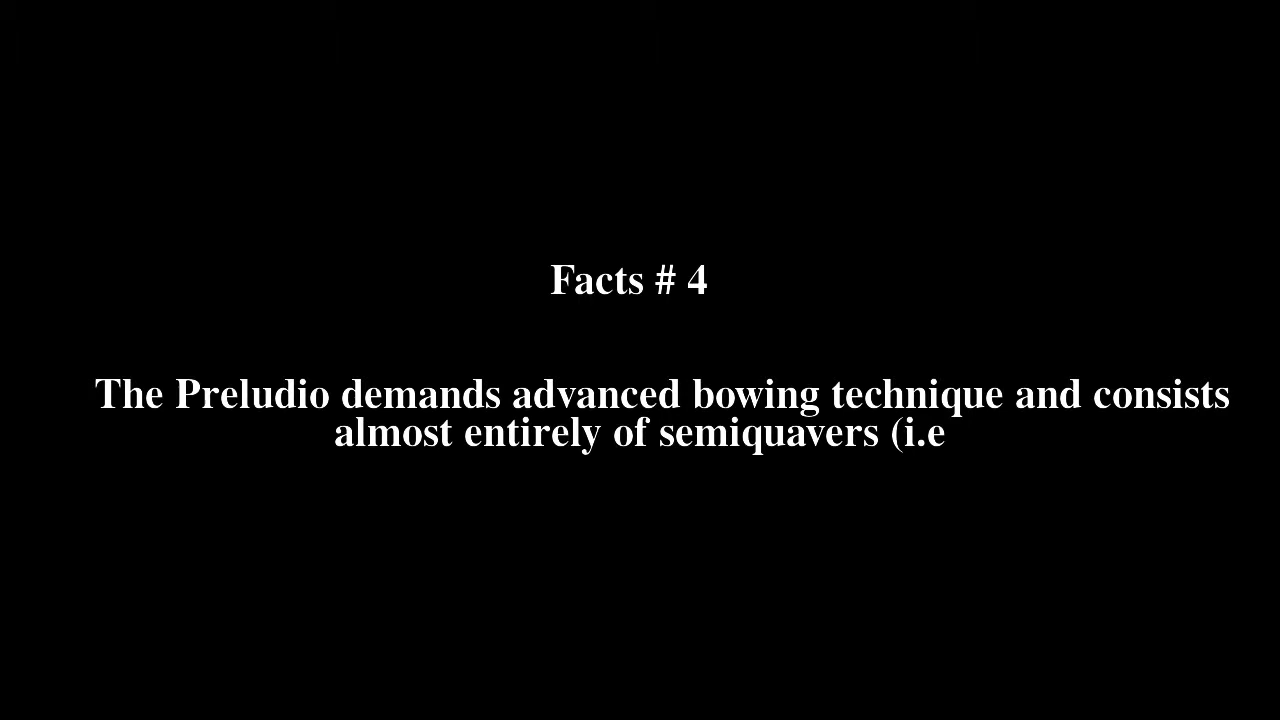 Facts # 4
The Preludio demands advanced bowing technique and consists
almost entirely of semiquavers (i.e